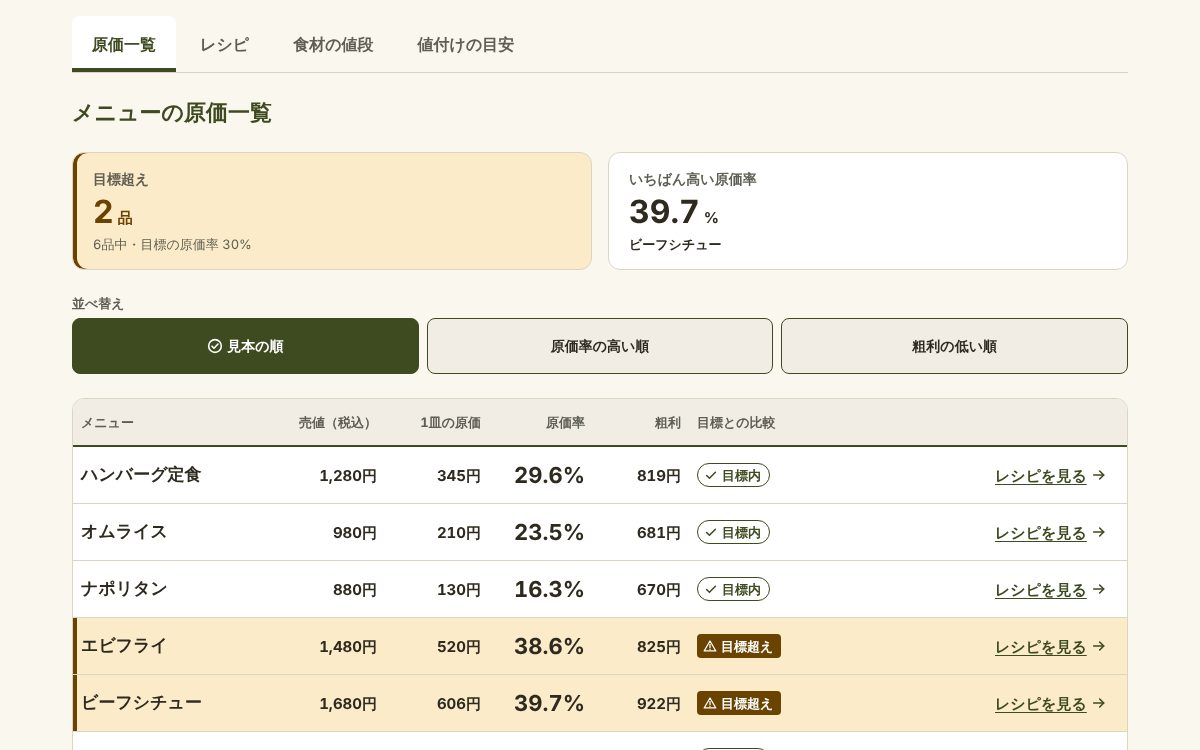 原価一覧 レシピ 食材の値段 値付けの目安
メニューの原価一覧
目標超え
2 品
6品中・目標の原価率 30%
いちばん高い原価率
39.7 %
ビーフシチュー
並べ替え
見本の順 原価率の高い順 粗利の低い順
メニュー 売値（税込） 1皿の原価 原価率 粗利 目標との比較
ハンバーグ定食 1,280円 345円 29.6% 819円 目標内 レシピを見る →
オムライス 980円 210円 23.5% 681円 目標内 レシピを見る →
ナポリタン 880円 130円 16.3% 670円 目標内 レシピを見る →
エビフライ 1,480円 520円 38.6% 825円 目標超え レシピを見る →
ビーフシチュー 1,680円 606円 39.7% 922円 目標超え レシピを見る →